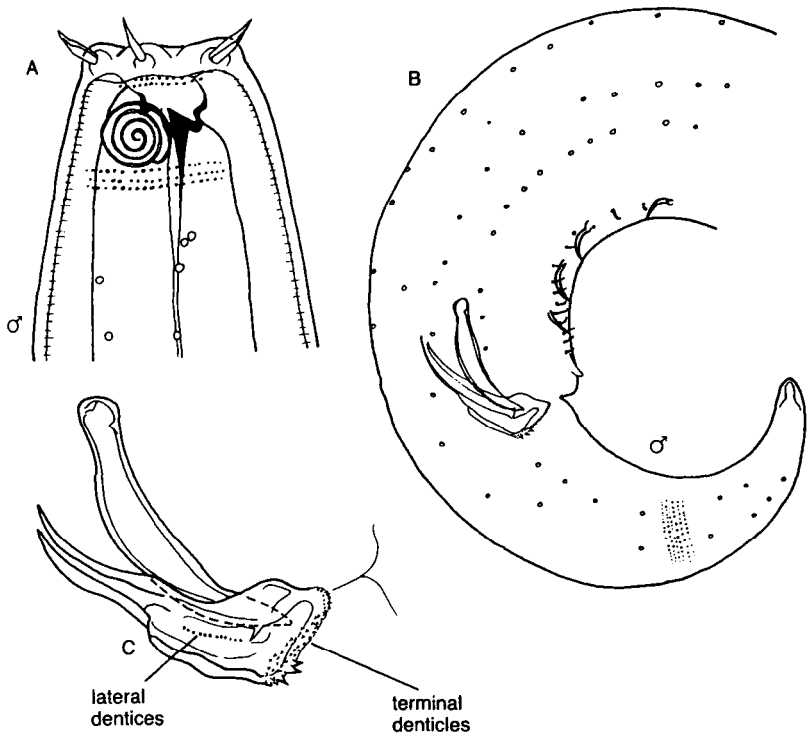 A
B
♂
♂
C
lateral
dentices
terminal
denticles